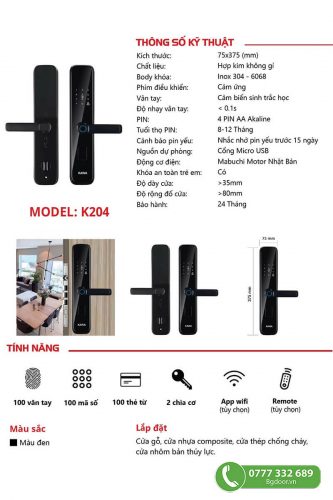 THÔNG SỐ KỸ THUẬT
Kích thước: 75x375 (mm)
Chất liệu: Hợp kim không gỉ
Body khóa: Inox 304 - 6068
Phím điều khiển: Cảm ứng
Vân tay: Cảm biến sinh trắc học
Độ nhạy vân tay: < 0.1s
PIN: 4 PIN AA Akaline
Tuổi thọ PIN: 8-12 Tháng
Cảnh báo pin yếu: Nhắc nhở pin yếu trước 15 ngày
Nguồn dự phòng: Cổng Micro USB
Động cơ điện: Mabuchi Motor Nhật Bản
Khóa an toàn trẻ em: Có
Độ dày cửa: >35mm
Độ rộng đố cửa: >80mm
Bảo hành: 24 Tháng
MODEL: K204
75 mm
375 mm
TÍNH NĂNG
100 vân tay
100 mã số
100 thẻ từ
2 chìa cơ
App wifi
(tùy chọn)
Remote
(tùy chọn)
Màu sắc
Màu đen
Lắp đặt
Cửa gỗ, cửa nhựa composite, cửa thép chống cháy,
cửa nhôm bản thủy lực.
0777 332 689
Bgdoor.vn